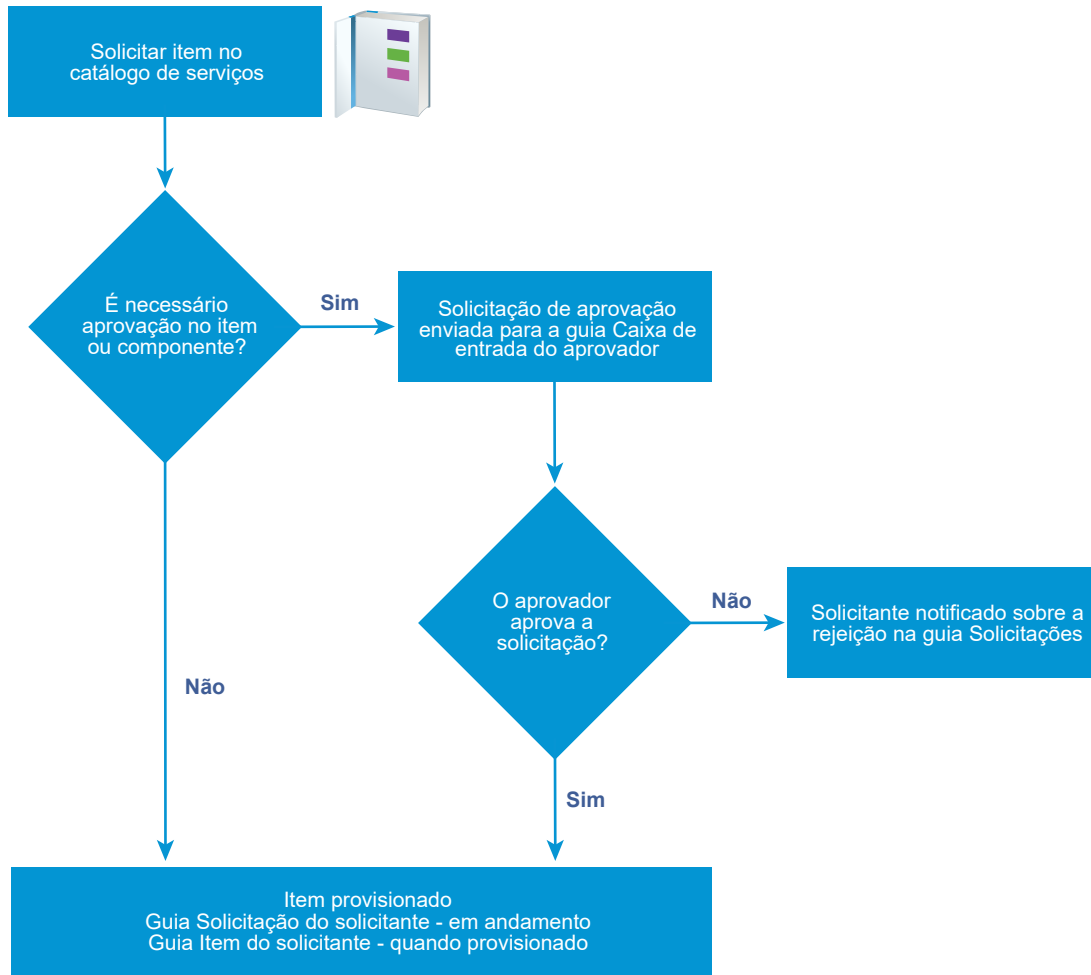 Solicitar item no
catálogo de serviços
É necessário
aprovação no item
ou componente?
Sim
Solicitação de aprovação
enviada para a guia Caixa de
entrada do aprovador
O aprovador
aprova a
solicitação?
Não
Solicitante notificado sobre a
rejeição na guia Solicitações
Não
Sim
Item provisionado
Guia Solicitação do solicitante - em andamento
Guia Item do solicitante - quando provisionado